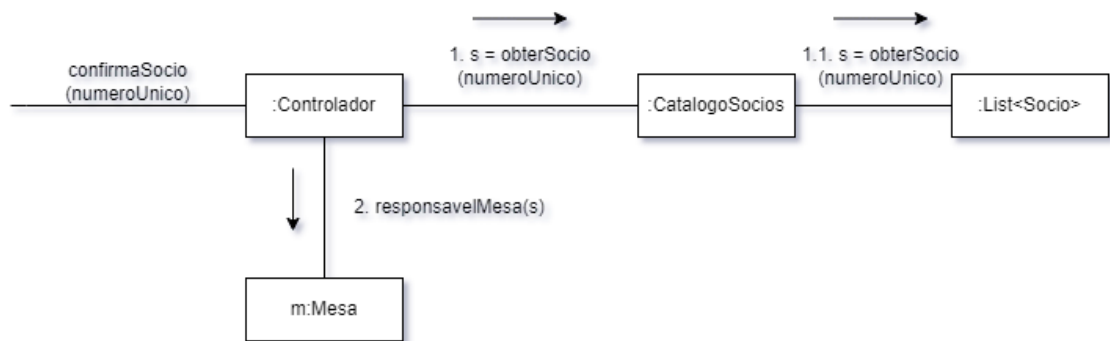 confirmaSocio
(numeroUnico)
:Controlador
1. s = obterSocio
(numeroUnico)
:CatalogoSocios
1.1. s = obterSocio
(numeroUnico)
:List<Socio>
2. responsavelMesa(s)
m:Mesa